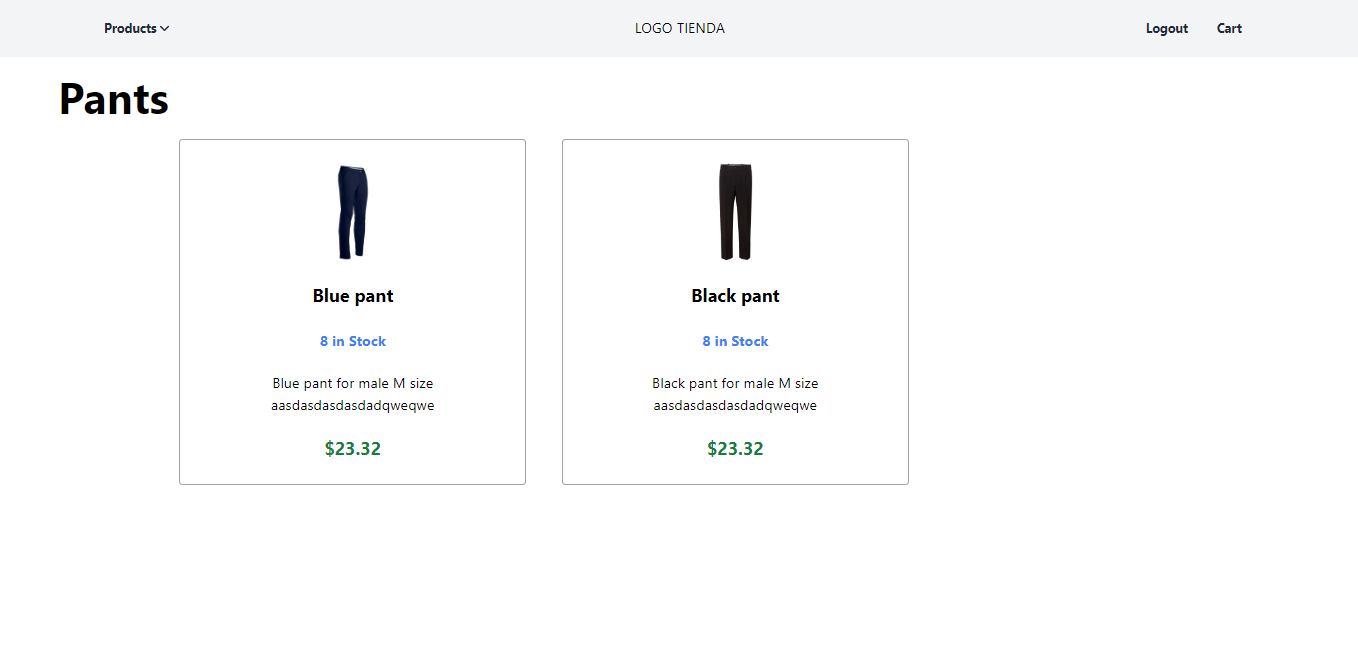 Products
LOGO TIENDA
Logout
Cart
Pants
Blue pant
8 in Stock
Blue pant for male M size
aasdasdasdasdadqweqwe
$23.32
Black pant
8 in Stock
Black pant for male M size
aasdasdasdasdadqweqwe
$23.32